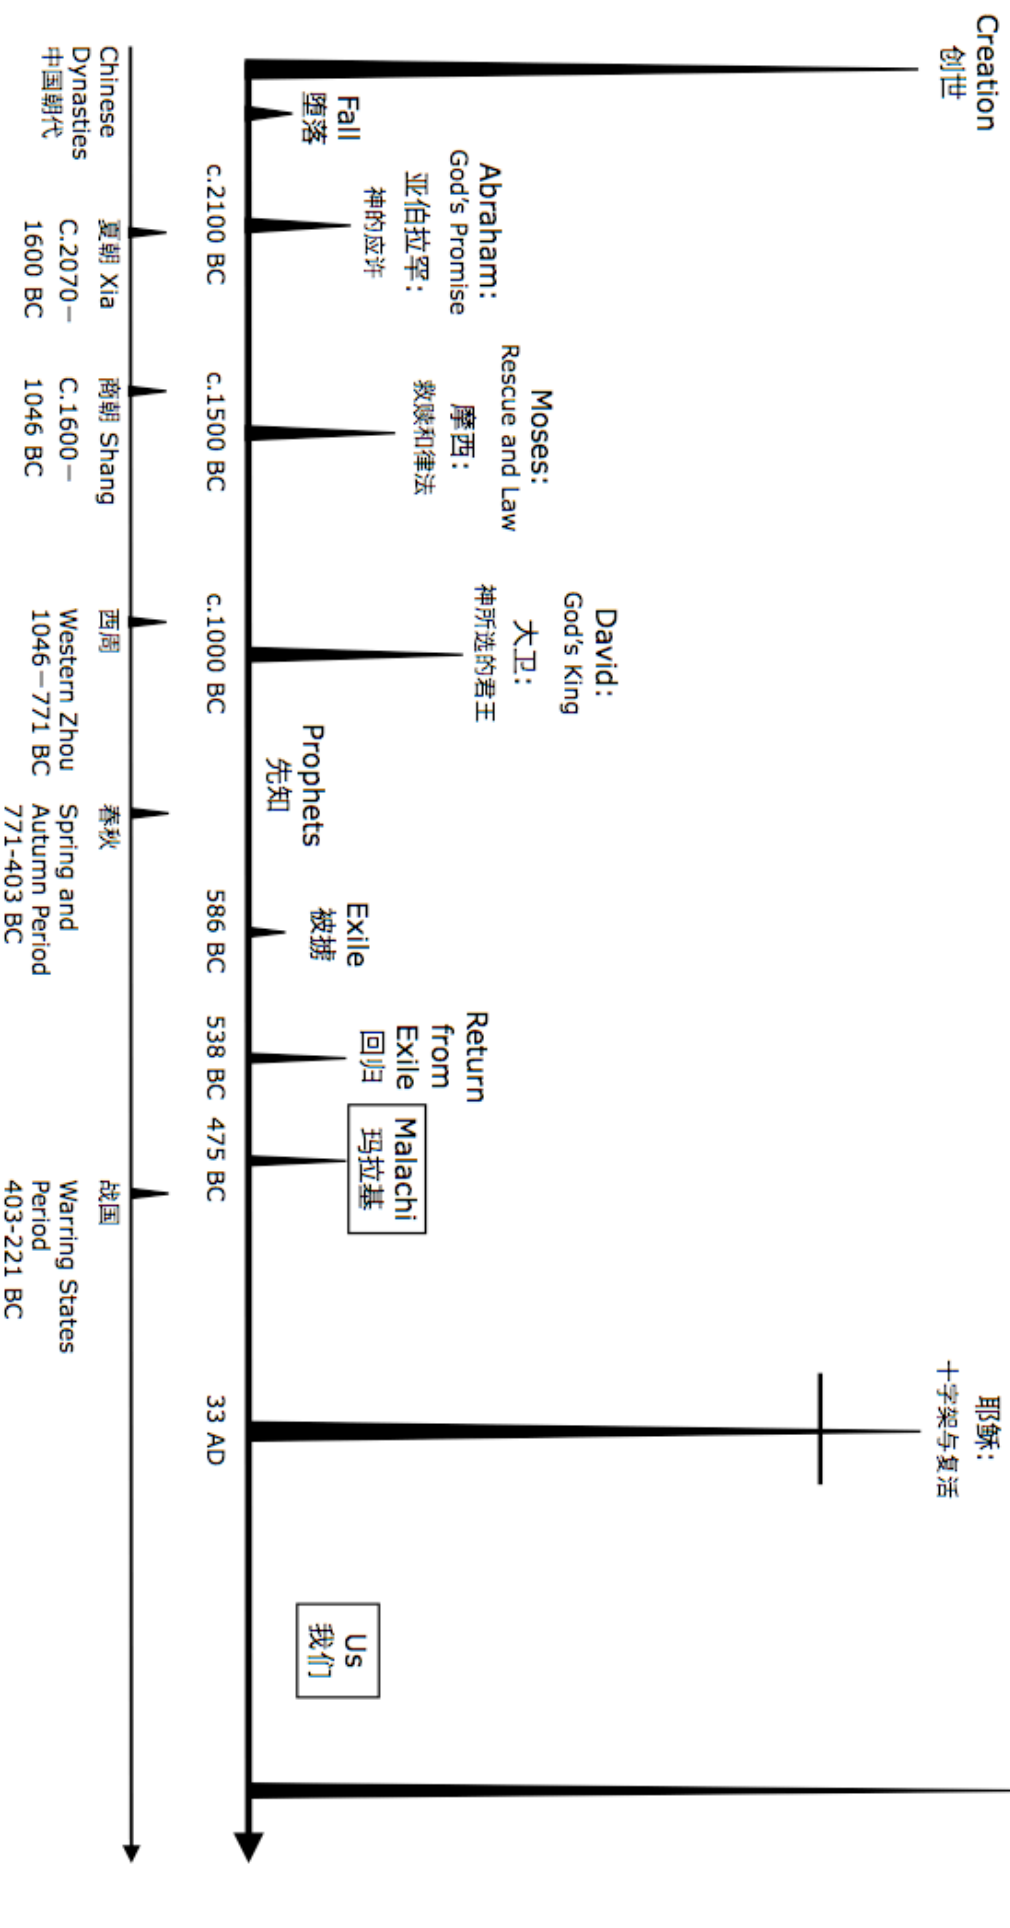 Creation
创世
Fall
堕落
Abraham:
God's Promise
亚伯拉罕：
神的应许
Moses:
Rescue and Law
摩西：
救赎和律法
David:
God's King
大卫：
神所选的君王
Prophets
先知
Exile
被掳
Return
from
Exile
回归
Malachi
玛拉基
耶稣：
十字架与复活
Us
我们
c.2100 BC
c.1500 BC
c.1000 BC
586 BC
538 BC
475 BC
33 AD
Chinese
Dynasties
中国朝代
夏朝 Xia
C.2070—
1600 BC
商朝 Shang
C.1600—
1046 BC
西周
Western Zhou
1046—771 BC
春秋
Spring and
Autumn Period
771-403 BC
战国
Warring States
Period
403-221 BC